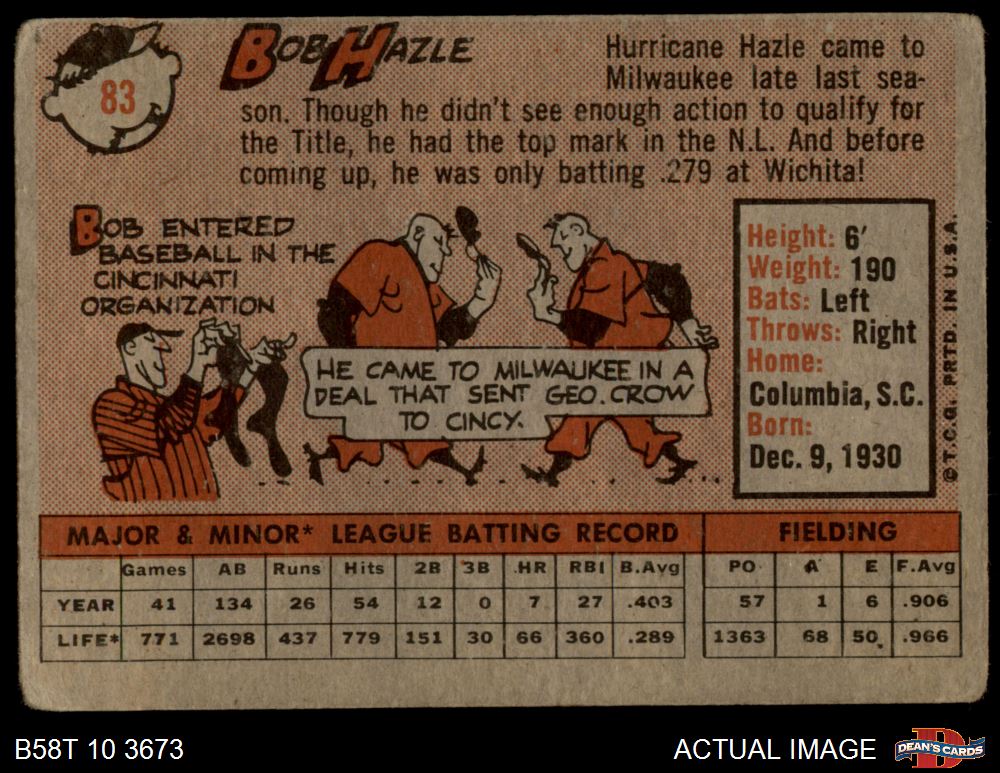 83
BOB HAZLE
Hurricane Hazle came to
Milwaukee late last sea-
son. Though he didn't see enough action to qualify for
the Title, he had the top mark in the N.L. And before
coming up, he was only batting .279 at Wichita!
BOB ENTERED
BASEBALL IN THE
CINCINNATI
ORGANIZATION
HE CAME TO MILWAUKEE IN A
DEAL THAT SENT GEO. CROW
TO CINCY.
Height: 6'
Weight: 190
Bats: Left
Throws: Right
Home:
Columbia, S.C.
Born:
Dec. 9, 1930
© T.C.G. PRTD. IN U.S.A.
MAJOR & MINOR* LEAGUE BATTING RECORD FIELDING
Games AB Runs Hits 2B 3B HR RBI B.Avg PO A E F.Avg
YEAR 41 134 26 54 12 0 7 27 .403 57 1 6 .906
LIFE* 771 2698 437 779 151 30 66 360 .289 1363 68 50 .966
B58T 10 3673 ACTUAL IMAGE DEAN'S CARDS